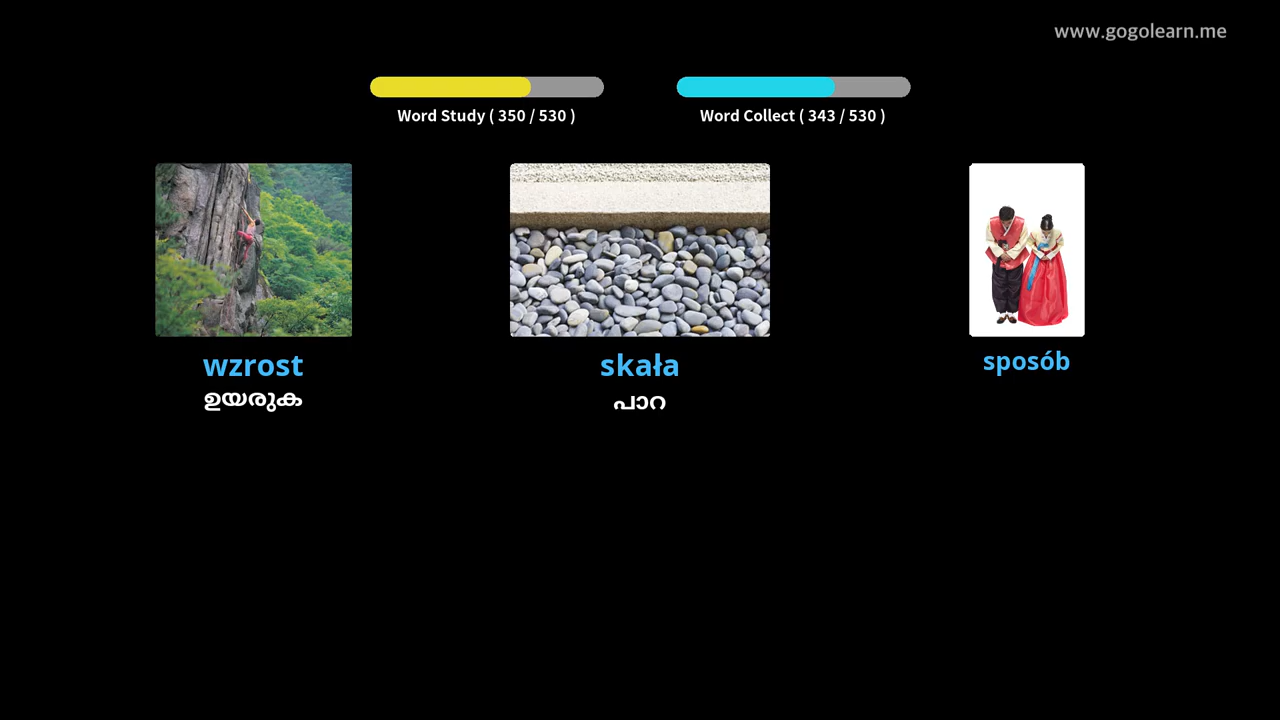 www.gogolearn.me
Word Study ( 350 / 530 )
Word Collect ( 343 / 530 )
wzrost
skała
sposób
ഉയരുക
പാറ